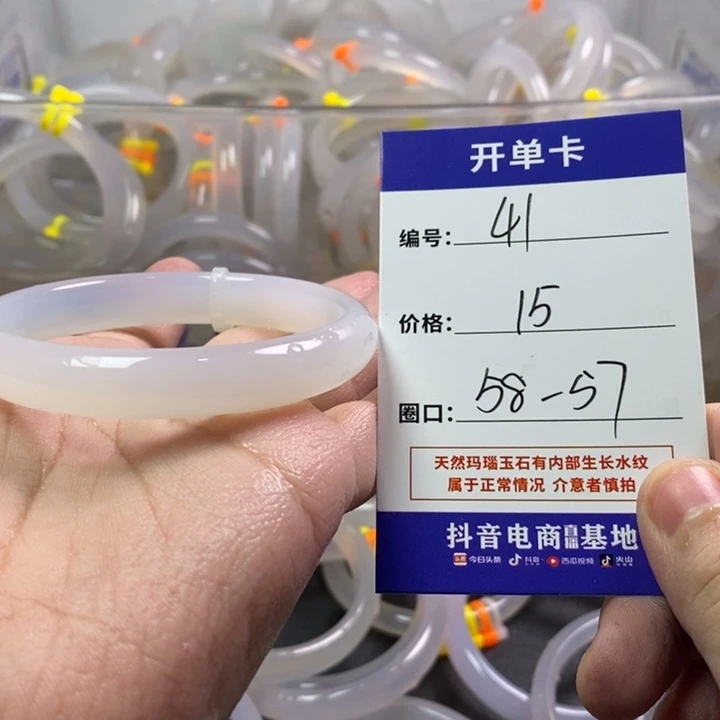 开单卡
编号: 41
价格: 15
圈口: 58-57
天然玛瑙玉石有内部生长水纹
属于正常情况 介意者慎拍
抖音电商直播基地
头条 今日头条 抖音 西瓜视频 火山